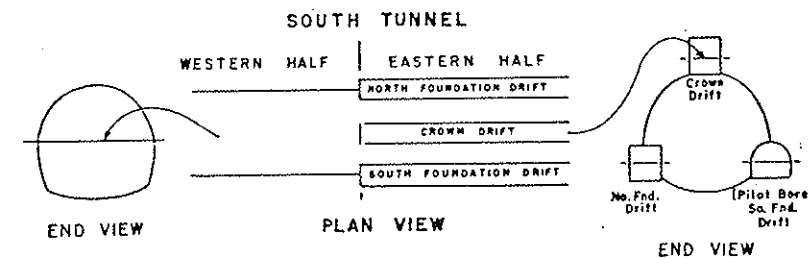 SOUTH TUNNEL
WESTERN HALF
EASTERN HALF
NORTH FOUNDATION DRIFT
CROWN DRIFT
SOUTH FOUNDATION DRIFT
PLAN VIEW
END VIEW
Crown
Drift
No. Fnd.
Drift
(Pilot Bore
So. Fnd.
Drift
END VIEW